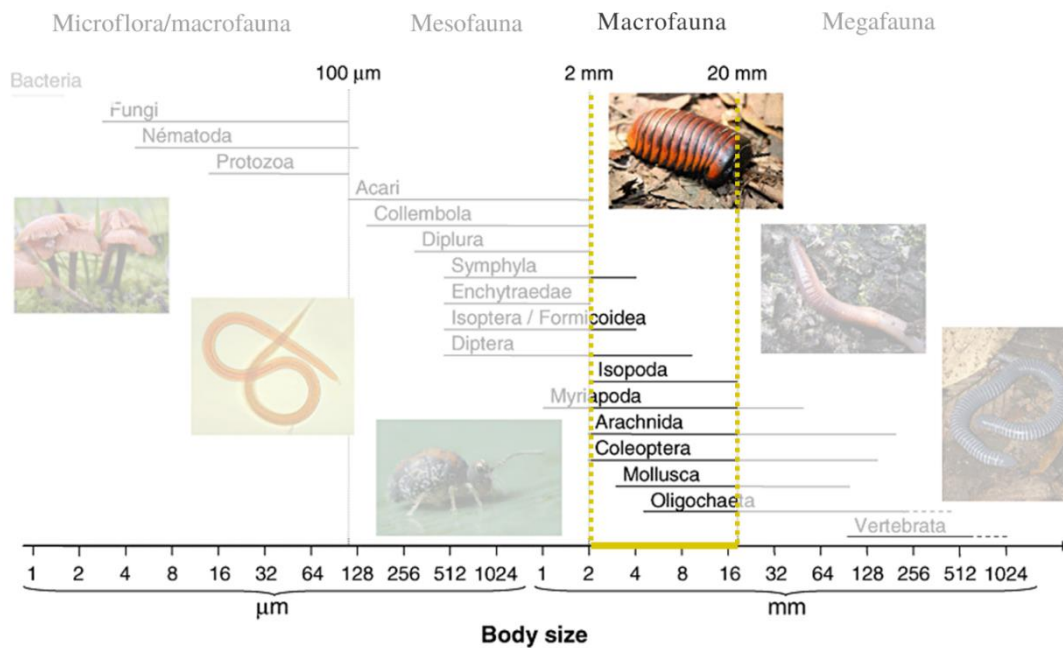 Microflora/macrofauna Mesofauna Macrofauna Megafauna
100 µm 2 mm 20 mm
Bacteria
Fungi
Nématoda
Protozoa
Acari
Collembola
Diplura
Symphyla
Enchytraedae
Isoptera / Formicoidea
Diptera
Isopoda
Myriapoda
Arachnida
Coleoptera
Mollusca
Oligochaeta
Vertebrata
1 2 4 8 16 32 64 128 256 512 1024 1 2 4 8 16 32 64 128 256 512 1024
µm mm
Body size